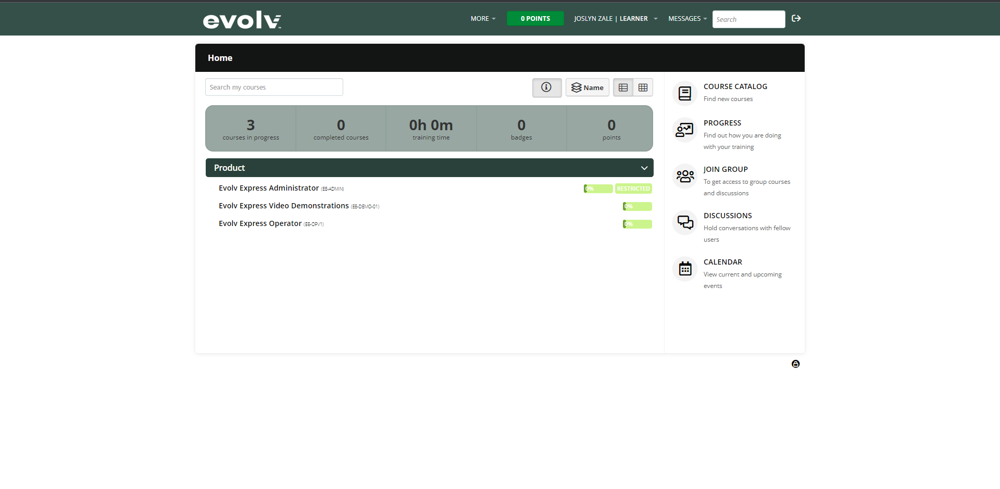 evolv™
MORE
0 POINTS
JOSLYN ZALE | LEARNER
MESSAGES
Search
Home
Search my courses
Name
3
courses in progress
0
completed courses
0h 0m
training time
0
badges
0
points
Product
Evolv Express Administrator (EE-ADMIN)
0%
RESTRICTED
Evolv Express Video Demonstrations (EE-DEMO-01)
0%
Evolv Express Operator (EE-OPV1)
0%
COURSE CATALOG
Find new courses
PROGRESS
Find out how you are doing
with your training
JOIN GROUP
To get access to group courses
and discussions
DISCUSSIONS
Hold conversations with fellow
users
CALENDAR
View current and upcoming
events